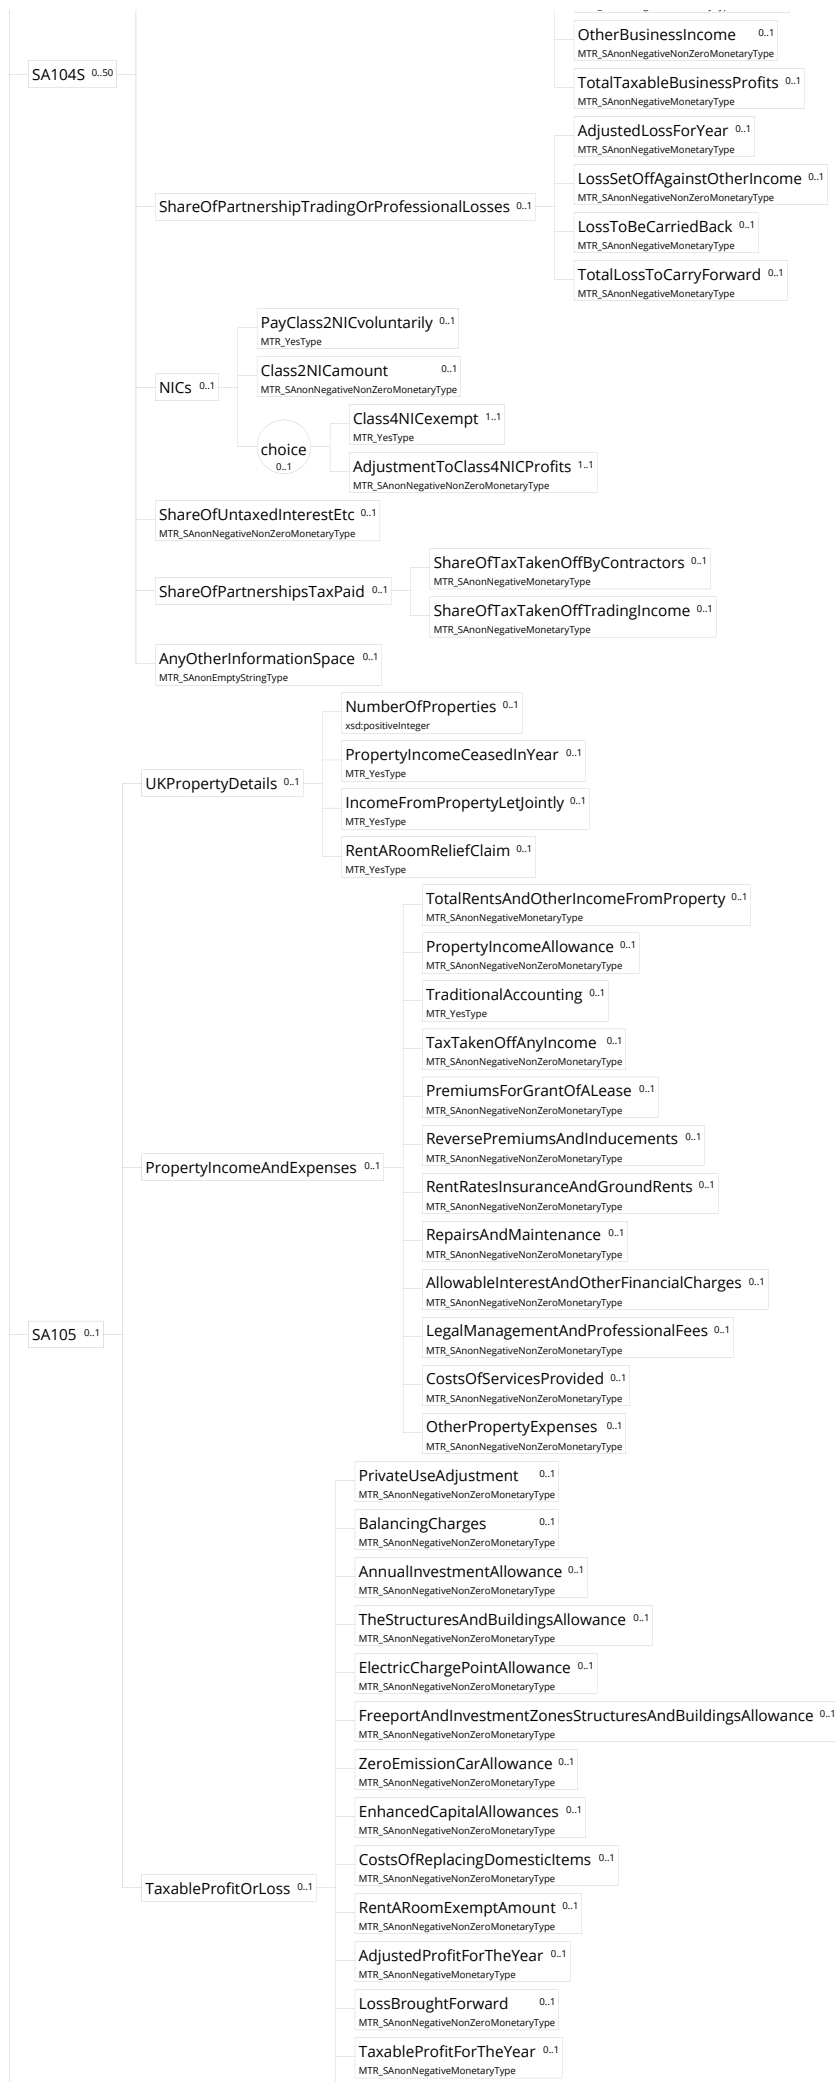 OtherBusinessIncome 0..1
MTR_SAnonNegativeNonZeroMonetaryType
SA104S 0..50
TotalTaxableBusinessProfits 0..1
MTR_SAnonNegativeMonetaryType
AdjustedLossForYear 0..1
MTR_SAnonNegativeMonetaryType
LossSetOffAgainstOtherIncome 0..1
MTR_SAnonNegativeNonZeroMonetaryType
ShareOfPartnershipTradingOrProfessionalLosses 0..1
LossToBeCarriedBack 0..1
MTR_SAnonNegativeMonetaryType
TotalLossToCarryForward 0..1
MTR_SAnonNegativeMonetaryType
PayClass2NICvoluntarily 0..1
MTR_YesType
Class2NICamount 0..1
MTR_SAnonNegativeNonZeroMonetaryType
NICs 0..1
Class4NICexempt 1..1
MTR_YesType
choice
0..1
AdjustmentToClass4NICProfits 1..1
MTR_SAnonNegativeNonZeroMonetaryType
ShareOfUntaxedInterestEtc 0..1
MTR_SAnonNegativeNonZeroMonetaryType
ShareOfTaxTakenOffByContractors 0..1
MTR_SAnonNegativeMonetaryType
ShareOfPartnershipsTaxPaid 0..1
ShareOfTaxTakenOffTradingIncome 0..1
MTR_SAnonNegativeMonetaryType
AnyOtherInformationSpace 0..1
MTR_SAnonEmptyStringType
NumberOfProperties 0..1
xsd:positiveInteger
PropertyIncomeCeasedInYear 0..1
MTR_YesType
UKPropertyDetails 0..1
IncomeFromPropertyLetJointly 0..1
MTR_YesType
RentARoomReliefClaim 0..1
MTR_YesType
TotalRentsAndOtherIncomeFromProperty 0..1
MTR_SAnonNegativeMonetaryType
PropertyIncomeAllowance 0..1
MTR_SAnonNegativeNonZeroMonetaryType
TraditionalAccounting 0..1
MTR_YesType
TaxTakenOffAnyIncome 0..1
MTR_SAnonNegativeNonZeroMonetaryType
PremiumsForGrantOfALease 0..1
MTR_SAnonNegativeNonZeroMonetaryType
ReversePremiumsAndInducements 0..1
MTR_SAnonNegativeNonZeroMonetaryType
PropertyIncomeAndExpenses 0..1
RentRatesInsuranceAndGroundRents 0..1
MTR_SAnonNegativeNonZeroMonetaryType
RepairsAndMaintenance 0..1
MTR_SAnonNegativeNonZeroMonetaryType
AllowableInterestAndOtherFinancialCharges 0..1
MTR_SAnonNegativeNonZeroMonetaryType
SA105 0..1
LegalManagementAndProfessionalFees 0..1
MTR_SAnonNegativeNonZeroMonetaryType
CostsOfServicesProvided 0..1
MTR_SAnonNegativeNonZeroMonetaryType
OtherPropertyExpenses 0..1
MTR_SAnonNegativeNonZeroMonetaryType
PrivateUseAdjustment 0..1
MTR_SAnonNegativeNonZeroMonetaryType
BalancingCharges 0..1
MTR_SAnonNegativeNonZeroMonetaryType
AnnualInvestmentAllowance 0..1
MTR_SAnonNegativeNonZeroMonetaryType
TheStructuresAndBuildingsAllowance 0..1
MTR_SAnonNegativeNonZeroMonetaryType
ElectricChargePointAllowance 0..1
MTR_SAnonNegativeNonZeroMonetaryType
FreeportAndInvestmentZonesStructuresAndBuildingsAllowance 0..1
MTR_SAnonNegativeNonZeroMonetaryType
ZeroEmissionCarAllowance 0..1
MTR_SAnonNegativeNonZeroMonetaryType
EnhancedCapitalAllowances 0..1
MTR_SAnonNegativeNonZeroMonetaryType
CostsOfReplacingDomesticItems 0..1
MTR_SAnonNegativeNonZeroMonetaryType
TaxableProfitOrLoss 0..1
RentARoomExemptAmount 0..1
MTR_SAnonNegativeNonZeroMonetaryType
AdjustedProfitForTheYear 0..1
MTR_SAnonNegativeMonetaryType
LossBroughtForward 0..1
MTR_SAnonNegativeNonZeroMonetaryType
TaxableProfitForTheYear 0..1
MTR_SAnonNegativeMonetaryType